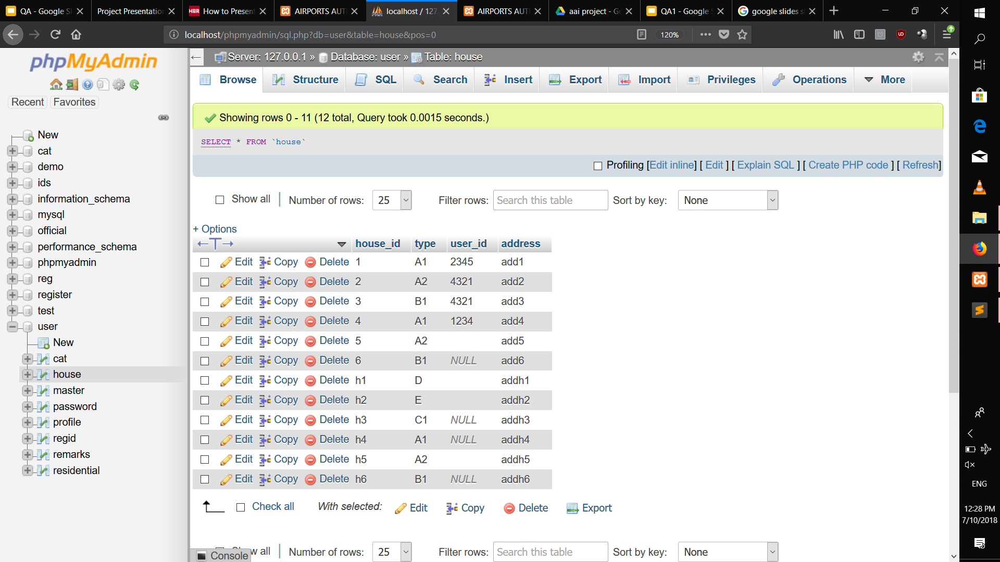 QA - Google Sl
Project Presentation
HBR How to Present
AIRPORTS AUT
localhost / 127.
AIRPORTS AUT
aai project - Go
QA1 - Google S
google slides s
localhost/phpmyadmin/sql.php?db=user&table=house&pos=0
120%
phpMyAdmin
Recent Favorites
New
cat
demo
ids
information_schema
mysql
official
performance_schema
phpmyadmin
reg
register
test
user
New
cat
house
master
password
profile
regid
remarks
residential
Server: 127.0.0.1 » Database: user » Table: house
Browse Structure SQL Search Insert Export Import Privileges Operations More
Showing rows 0 - 11 (12 total, Query took 0.0015 seconds.)
SELECT * FROM `house`
Profiling [Edit inline] [ Edit ] [ Explain SQL ] [ Create PHP code ] [ Refresh]
Show all Number of rows: 25 Filter rows: Search this table Sort by key: None
+ Options
house_id type user_id address
Edit Copy Delete 1 A1 2345 add1
Edit Copy Delete 2 A2 4321 add2
Edit Copy Delete 3 B1 4321 add3
Edit Copy Delete 4 A1 1234 add4
Edit Copy Delete 5 A2 add5
Edit Copy Delete 6 B1 NULL add6
Edit Copy Delete h1 D addh1
Edit Copy Delete h2 E addh2
Edit Copy Delete h3 C1 NULL addh3
Edit Copy Delete h4 A1 NULL addh4
Edit Copy Delete h5 A2 addh5
Edit Copy Delete h6 B1 NULL addh6
Check all With selected: Edit Copy Delete Export
w all Number of rows: 25 Filter rows: Search this table Sort by key: None
Console
ENG
12:28 PM
7/10/2018